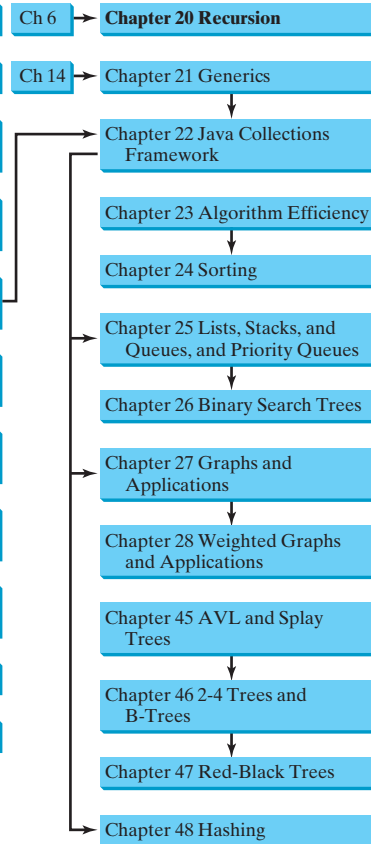 Ch 6
Chapter 20 Recursion
Ch 14
Chapter 21 Generics
Chapter 22 Java Collections
Framework
Chapter 23 Algorithm Efficiency
Chapter 24 Sorting
Chapter 25 Lists, Stacks, and
Queues, and Priority Queues
Chapter 26 Binary Search Trees
Chapter 27 Graphs and
Applications
Chapter 28 Weighted Graphs
and Applications
Chapter 45 AVL and Splay
Trees
Chapter 46 2-4 Trees and
B-Trees
Chapter 47 Red-Black Trees
Chapter 48 Hashing